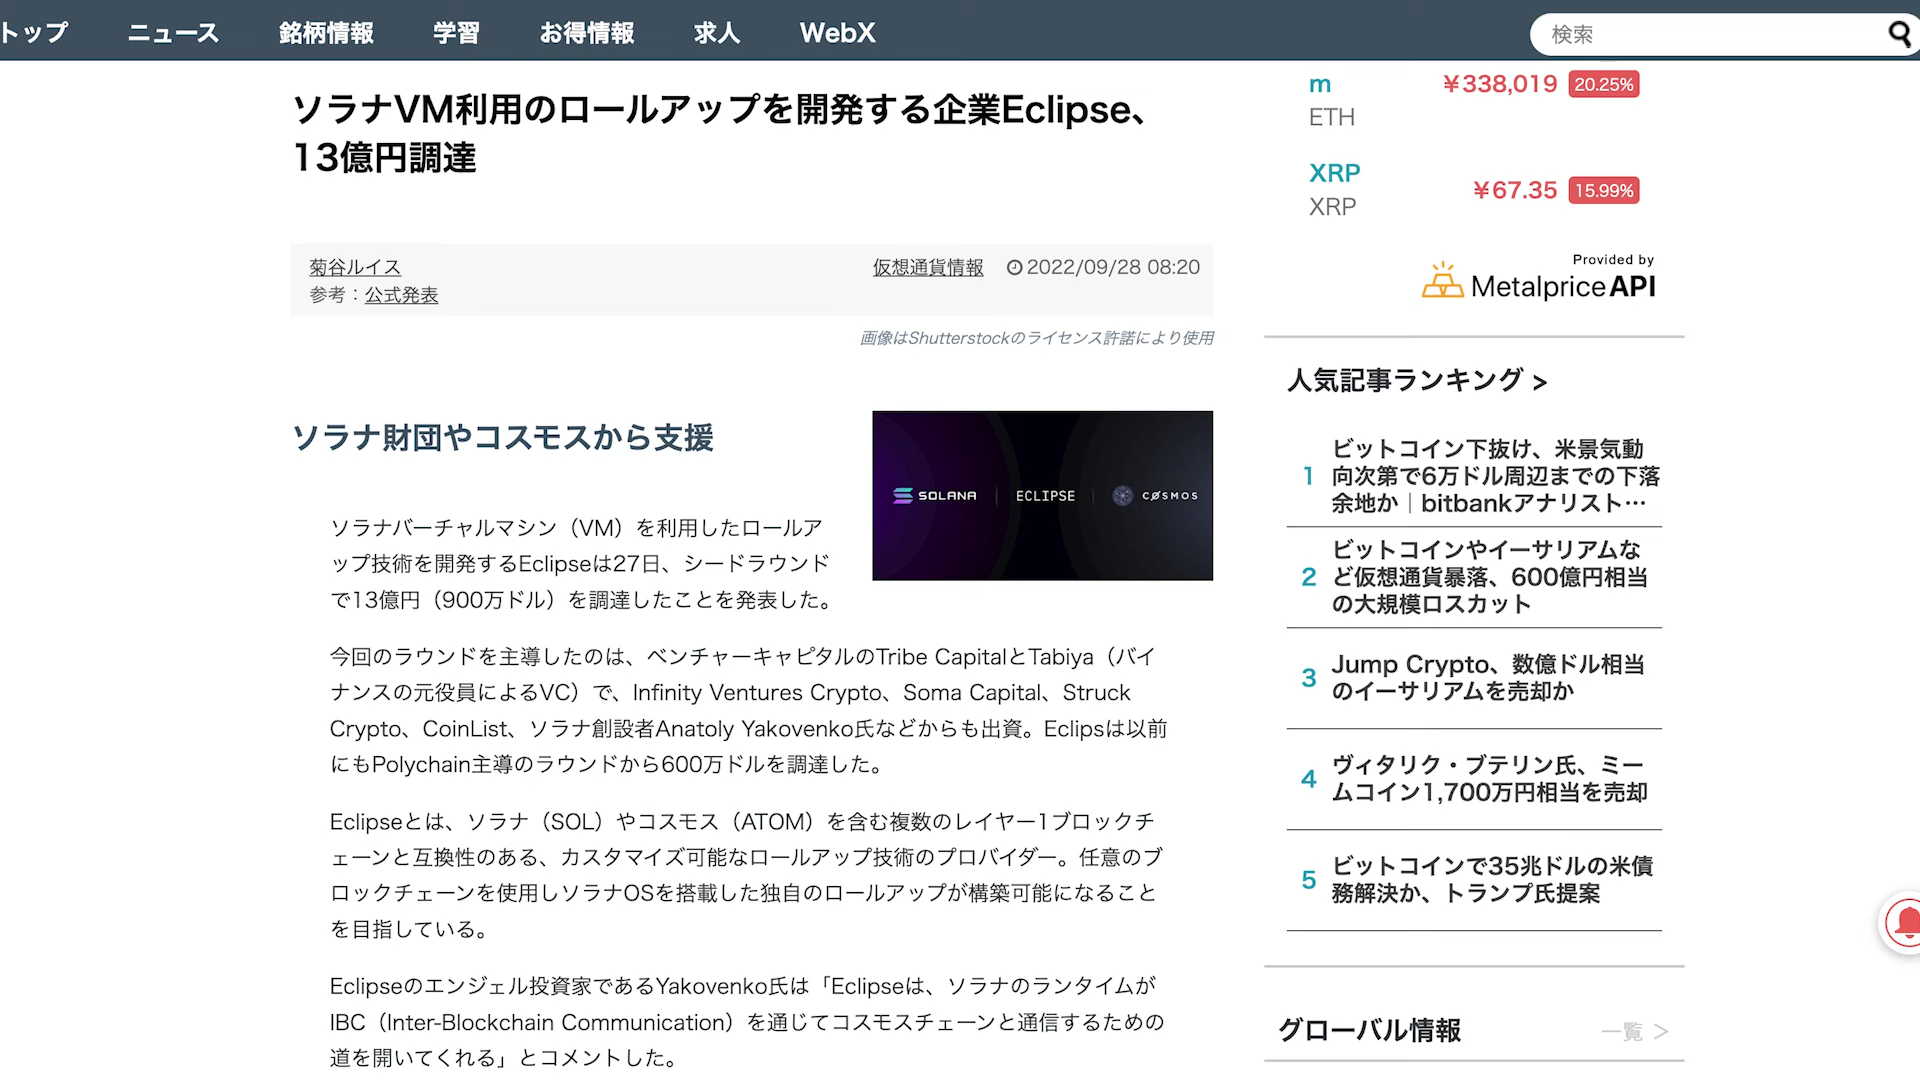 トップ ニュース 銘柄情報 学習 お得情報 求人 WebX 検索
ソラナVM利用のロールアップを開発する企業Eclipse、
13億円調達
菊谷ルイス 仮想通貨情報 2022/09/28 08:20
参考：公式発表
画像はShutterstockのライセンス許諾により使用
ソラナ財団やコスモスから支援
SOLANA ECLIPSE COSMOS
ソラナバーチャルマシン（VM）を利用したロールア
ップ技術を開発するEclipseは27日、シードラウンド
で13億円（900万ドル）を調達したことを発表した。
今回のラウンドを主導したのは、ベンチャーキャピタルのTribe CapitalとTabiya（バイ
ナンスの元役員によるVC）で、Infinity Ventures Crypto、Soma Capital、Struck
Crypto、CoinList、ソラナ創設者Anatoly Yakovenko氏などからも出資。Eclipsは以前
にもPolychain主導のラウンドから600万ドルを調達した。
Eclipseとは、ソラナ（SOL）やコスモス（ATOM）を含む複数のレイヤー1ブロックチ
ェーンと互換性のある、カスタマイズ可能なロールアップ技術のプロバイダー。任意のブ
ロックチェーンを使用しソラナOSを搭載した独自のロールアップが構築可能になること
を目指している。
Eclipseのエンジェル投資家であるYakovenko氏は「Eclipseは、ソラナのランタイムが
IBC（Inter-Blockchain Communication）を通じてコスモスチェーンと通信するための
道を開いてくれる」とコメントした。
m ¥338,019 20.25%
ETH
XRP ¥67.35 15.99%
XRP
Provided by
MetalpriceAPI
人気記事ランキング >
1 ビットコイン下抜け、米景気動
向次第で6万ドル周辺までの下落
余地か｜bitbankアナリスト…
2 ビットコインやイーサリアムな
ど仮想通貨暴落、600億円相当
の大規模ロスカット
3 Jump Crypto、数億ドル相当
のイーサリアムを売却か
4 ヴィタリク・ブテリン氏、ミー
ムコイン1,700万円相当を売却
5 ビットコインで35兆ドルの米債
務解決か、トランプ氏提案
グローバル情報 一覧 >